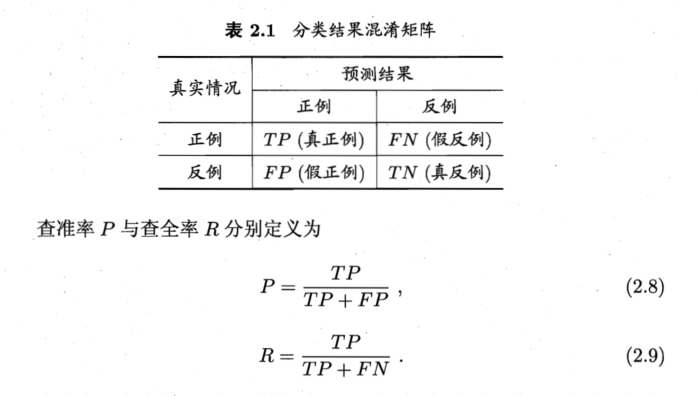 表 2.1 分类结果混淆矩阵
真实情况 预测结果
正例 反例
正例 TP (真正例) FN (假反例)
反例 FP (假正例) TN (真反例)
查准率 P 与查全率 R 分别定义为
P = TP / TP + FP , (2.8)
R = TP / TP + FN . (2.9)